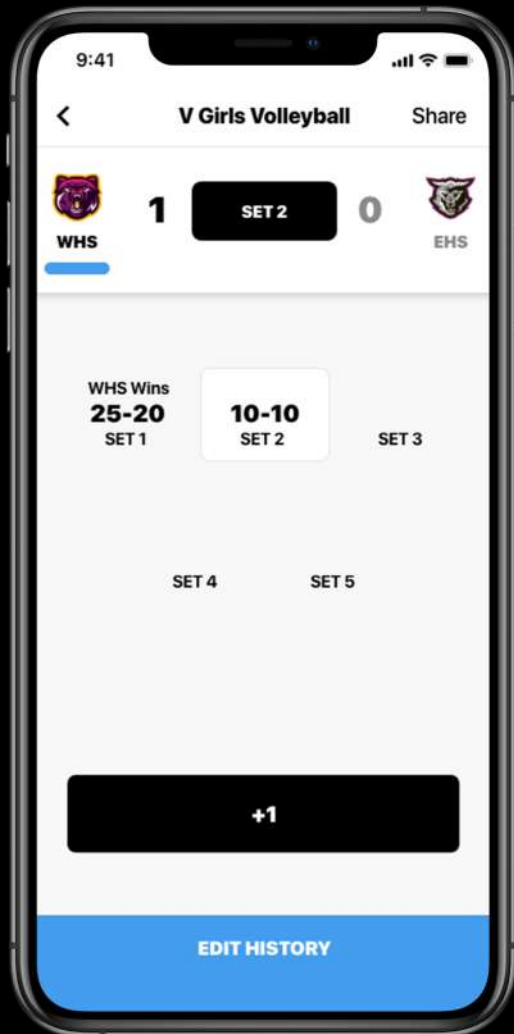 9:41
V Girls Volleyball Share
1 SET 2 0
WHS EHS
WHS Wins
25-20 10-10
SET 1 SET 2 SET 3
SET 4 SET 5
+1
EDIT HISTORY